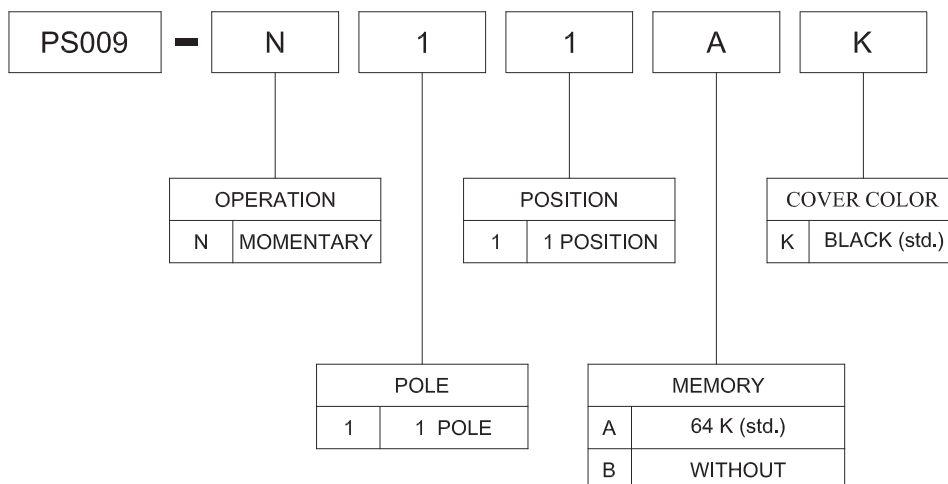 PS009 - N 1 1 A K
OPERATION
N MOMENTARY
POSITION
1 1 POSITION
COVER COLOR
K BLACK (std.)
POLE
1 1 POLE
MEMORY
A 64 K (std.)
B WITHOUT